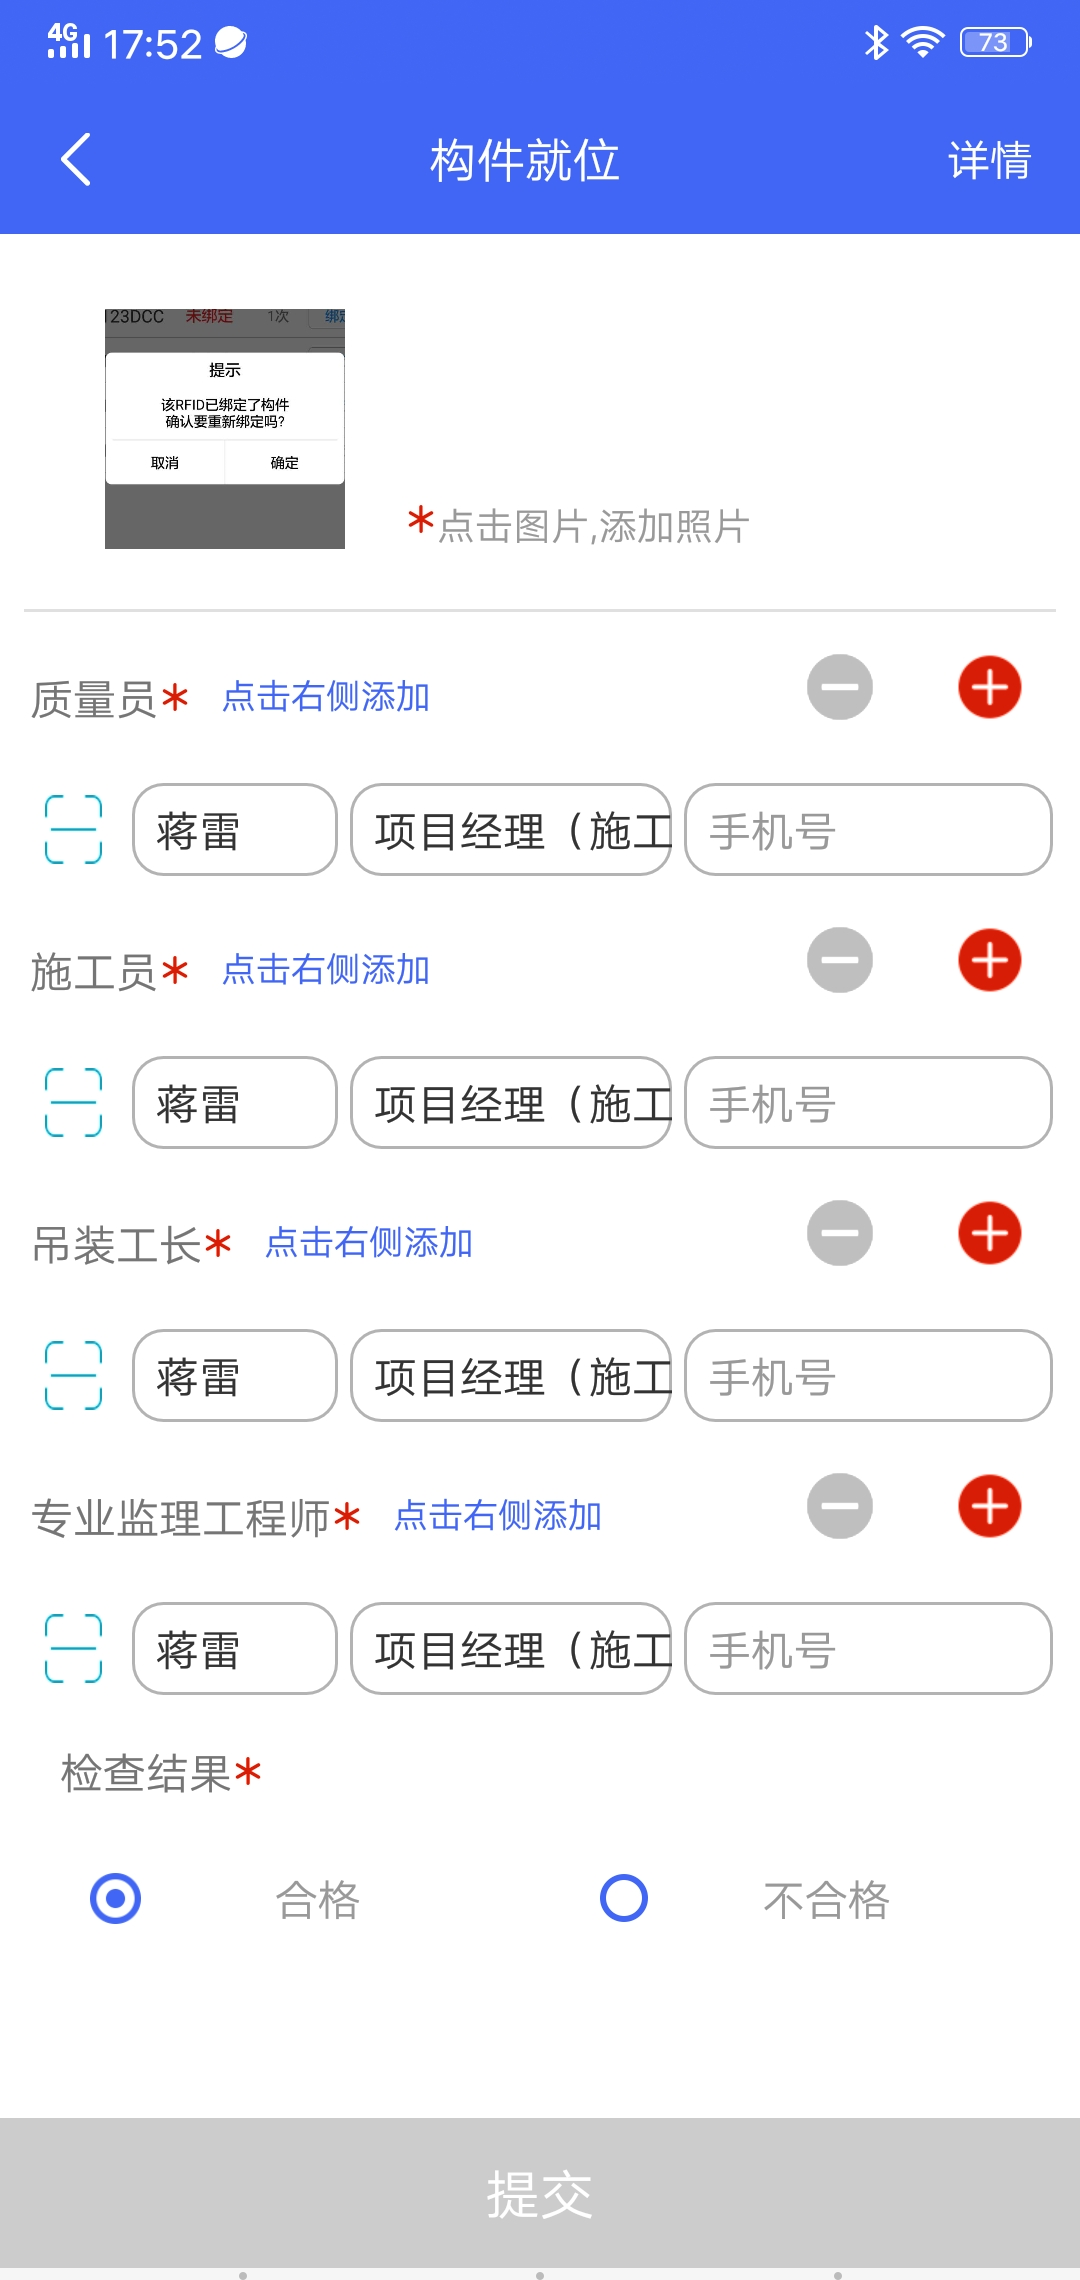 4G 17:52 73
构件就位 详情
123DCC 未绑定 1次
提示
该RFID已绑定了构件
确认要重新绑定吗?
取消 确定
*点击图片,添加照片
质量员* 点击右侧添加
蒋雷 项目经理（施工 手机号
施工员* 点击右侧添加
蒋雷 项目经理（施工 手机号
吊装工长* 点击右侧添加
蒋雷 项目经理（施工 手机号
专业监理工程师* 点击右侧添加
蒋雷 项目经理（施工 手机号
检查结果*
合格 不合格
提交